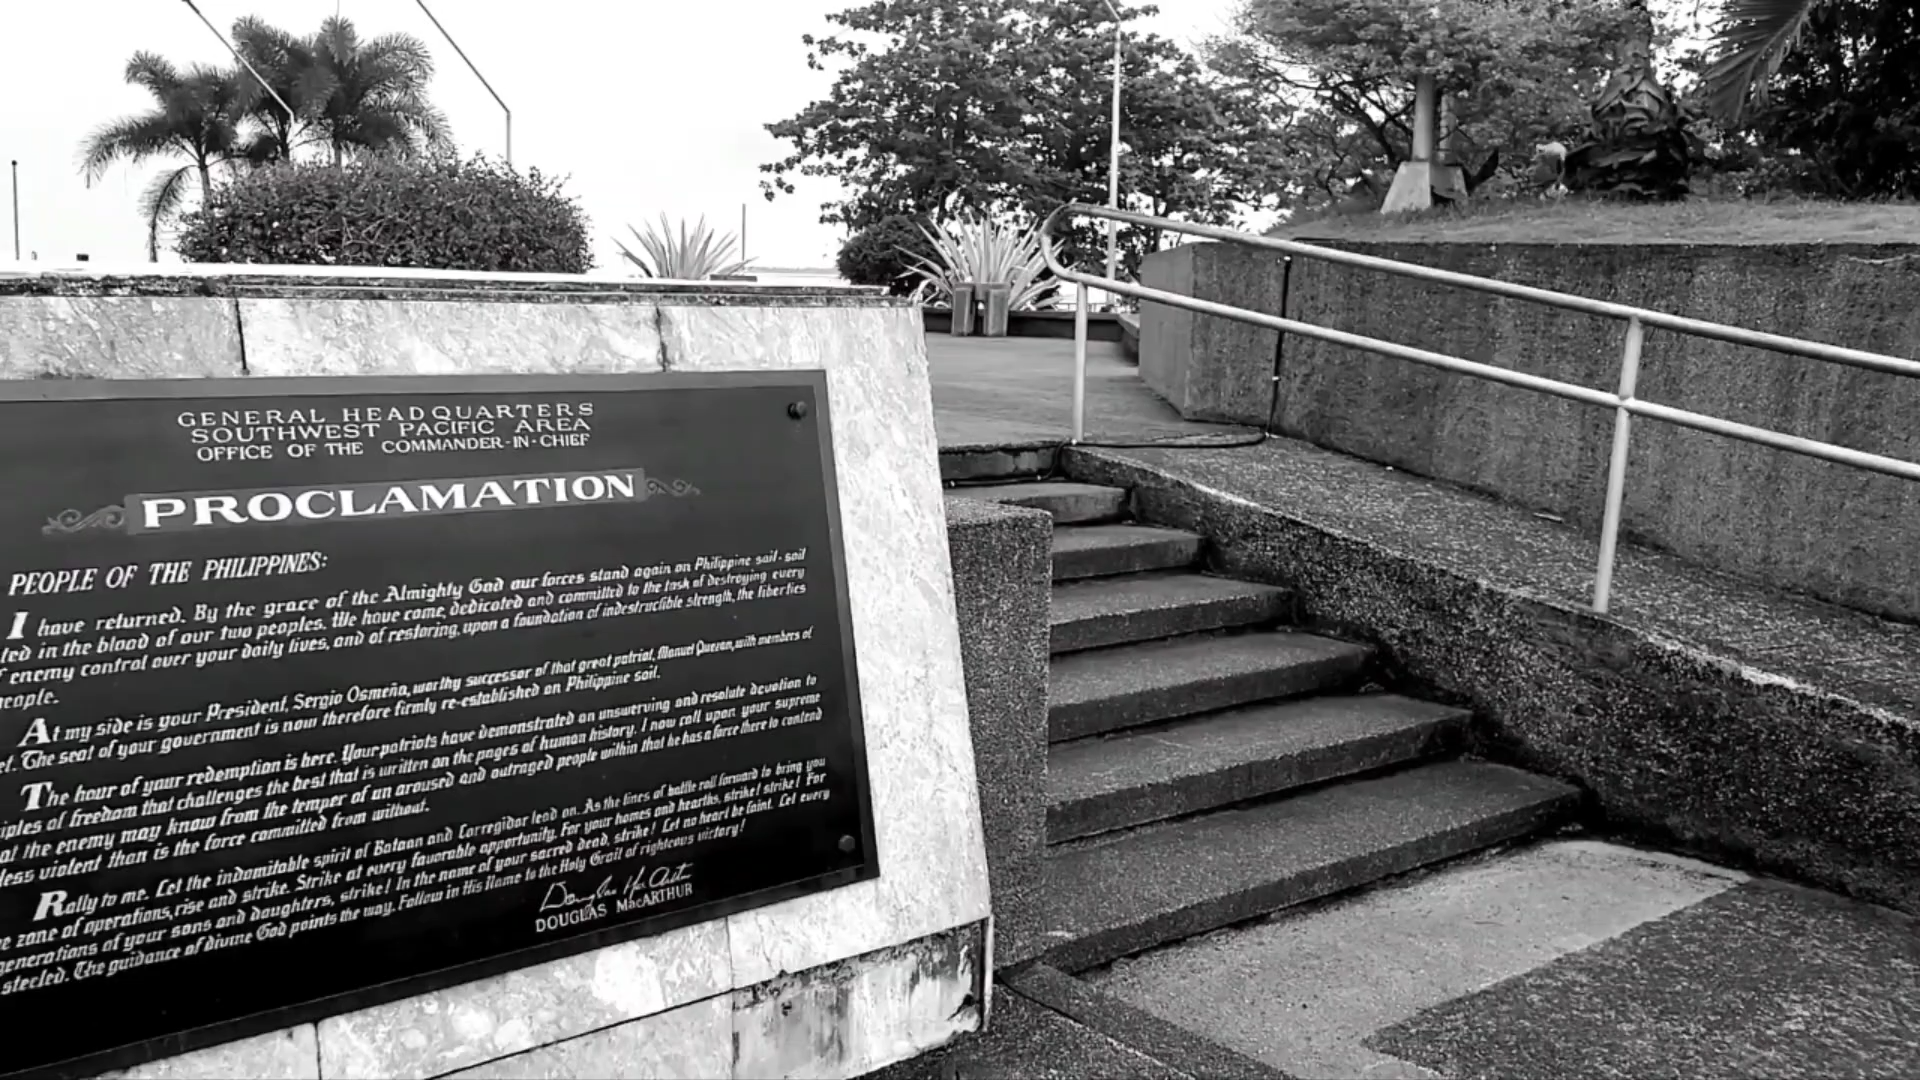 GENERAL HEADQUARTERS
SOUTHWEST PACIFIC AREA
OFFICE OF THE COMMANDER-IN-CHIEF
PROCLAMATION
PEOPLE OF THE PHILIPPINES:
I have returned. By the grace of the Almighty God our forces stand again on Philippine soil - soil
ted in the blood of our two peoples. We have come, dedicated and committed to the task of destroying every
enemy control over your daily lives, and of restoring, upon a foundation of indestructible strength, the liberties
people.
At my side is your President, Sergio Osmeña, worthy successor of that great patriot, Manuel Quezon, with members of
et. The seat of your government is now therefore firmly re-established on Philippine soil.
The hour of your redemption is here. Your patriots have demonstrated an unswerving and resolute devotion to
iples of freedom that challenges the best that is written on the pages of human history. I now call upon your supreme
at the enemy may know from the temper of an aroused and outraged people within that he has a force there to contend
less violent than is the force committed from without.
Rally to me. Let the indomitable spirit of Bataan and Corregidor lead on. As the lines of battle roll forward to bring you
e zone of operations, rise and strike. Strike at every favorable opportunity. For your homes and hearths, strike! strike! For
generations of your sons and daughters, strike! In the name of your sacred dead, strike! Let no heart be faint. Let every
steeled. The guidance of divine God points the way. Follow in His Name to the Holy Grail of righteous victory!
Douglas MacArthur
DOUGLAS MacARTHUR